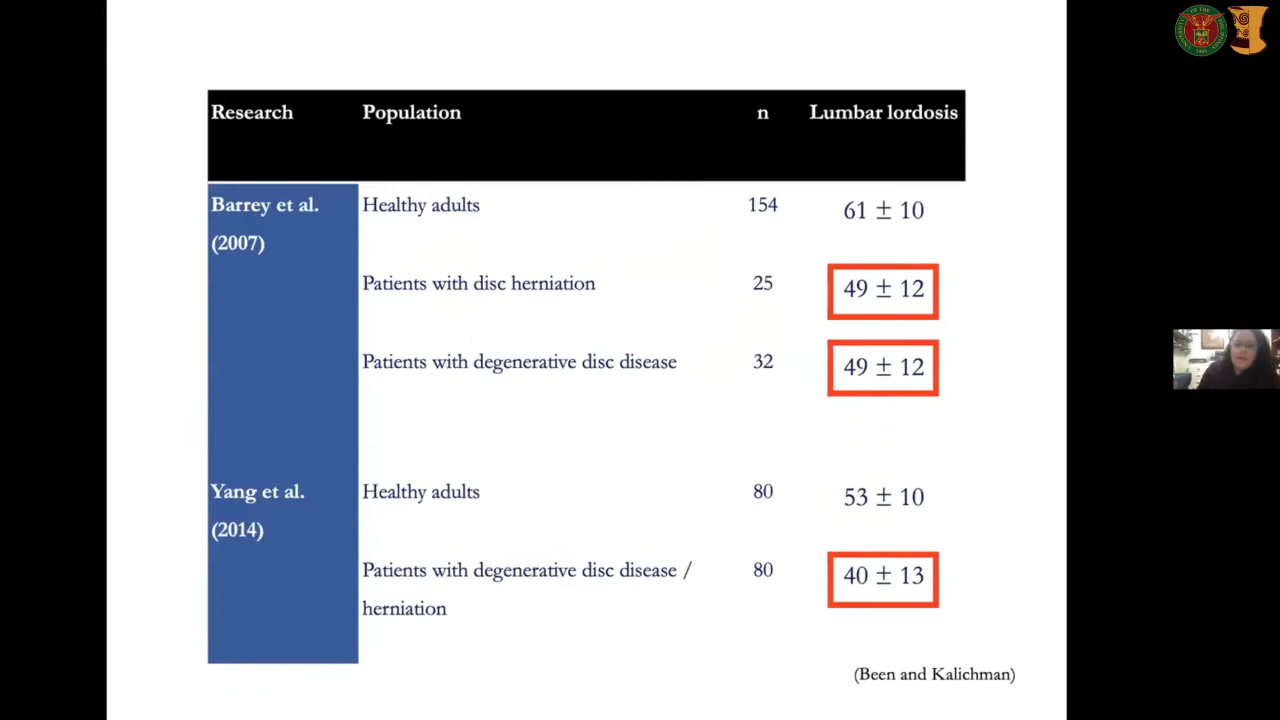 Research Population n Lumbar lordosis
Barrey et al. Healthy adults 154 61 ± 10
(2007)
Patients with disc herniation 25 49 ± 12
Patients with degenerative disc disease 32 49 ± 12
Yang et al. Healthy adults 80 53 ± 10
(2014)
Patients with degenerative disc disease / 80 40 ± 13
herniation
(Been and Kalichman)